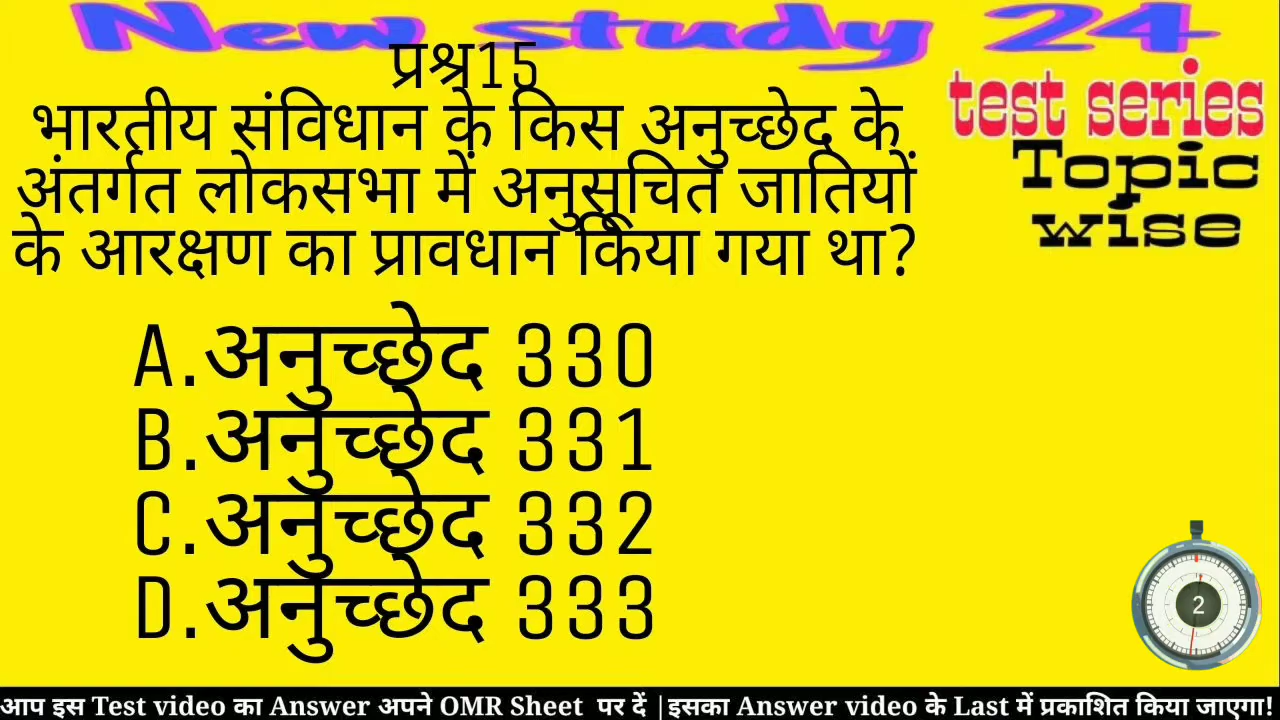 New study 24
test series
Topic
wise
प्रश्न15
भारतीय संविधान के किस अनुच्छेद के
अंतर्गत लोकसभा में अनुसूचित जातियों
के आरक्षण का प्रावधान किया गया था?
A.अनुच्छेद 330
B.अनुच्छेद 331
C.अनुच्छेद 332
D.अनुच्छेद 333
2
आप इस Test video का Answer अपने OMR Sheet पर दें |इसका Answer video के Last में प्रकाशित किया जाएगा!